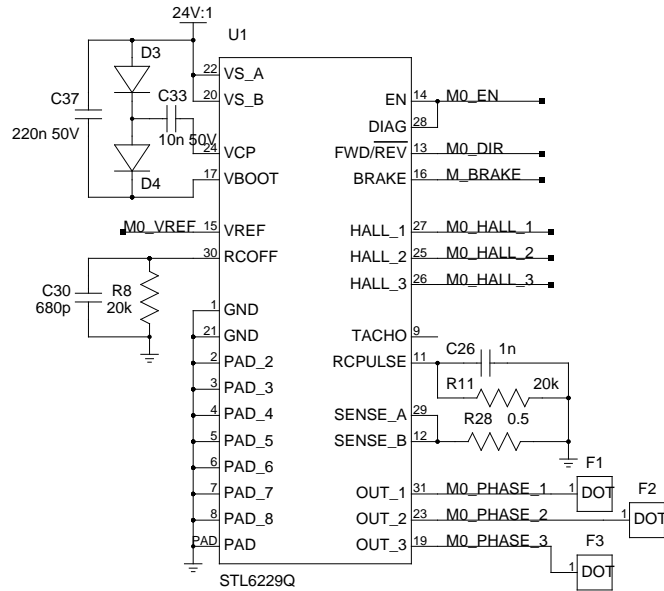 24V:1
U1
D3
C37
220n 50V
C33
10n 50V
D4
22 VS_A
20 VS_B
24 VCP
17 VBOOT
M0_VREF 15 VREF
30 RCOFF
C30
680p
R8
20k
1 GND
21 GND
2 PAD_2
3 PAD_3
4 PAD_4
5 PAD_5
6 PAD_6
7 PAD_7
8 PAD_8
PAD PAD
EN 14 M0_EN
DIAG 28
FWD/REV 13 M0_DIR
BRAKE 16 M_BRAKE
HALL_1 27 M0_HALL_1
HALL_2 25 M0_HALL_2
HALL_3 26 M0_HALL_3
TACHO 9
RCPULSE 11
C26 1n
R11 20k
SENSE_A 29
R28 0.5
SENSE_B 12
OUT_1 31 M0_PHASE_1 1 DOT
F1
OUT_2 23 M0_PHASE_2 1 DOT
F2
OUT_3 19 M0_PHASE_3
F3
1 DOT
STL6229Q